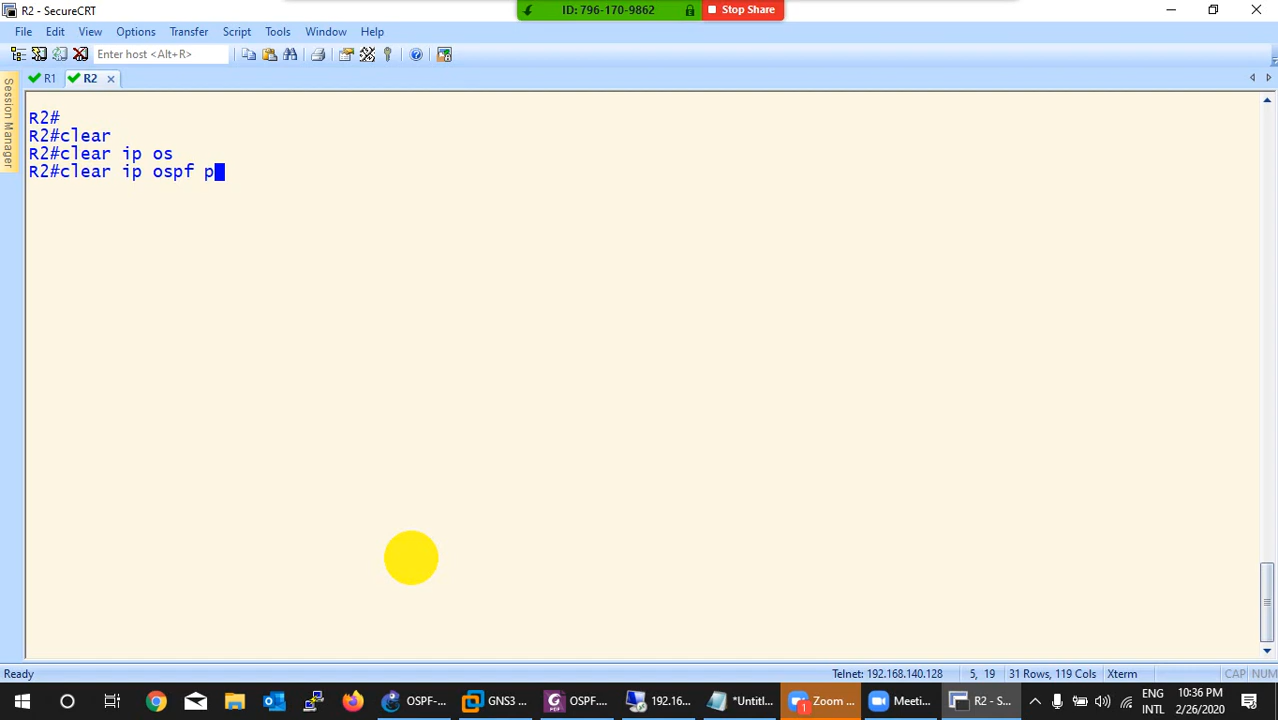 R2 - SecureCRT
ID: 796-170-9862
Stop Share
File Edit View Options Transfer Script Tools Window Help
Enter host <Alt+R>
R1 R2
Session Manager
R2#
R2#clear
R2#clear ip os
R2#clear ip ospf p
Ready
Telnet: 192.168.140.128 5, 19 31 Rows, 119 Cols Xterm CAP NUM
OSPF-...
GNS3 ...
OSPF....
192.16...
*Untitl...
1
Zoom ...
Meeti...
R2 - S...
ENG
INTL
10:36 PM
2/26/2020